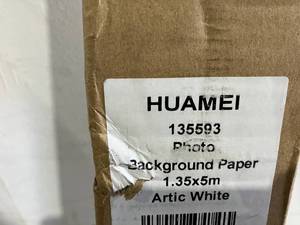 HUAMEI
135593
Photo
Background Paper
1.35x5m
Artic White